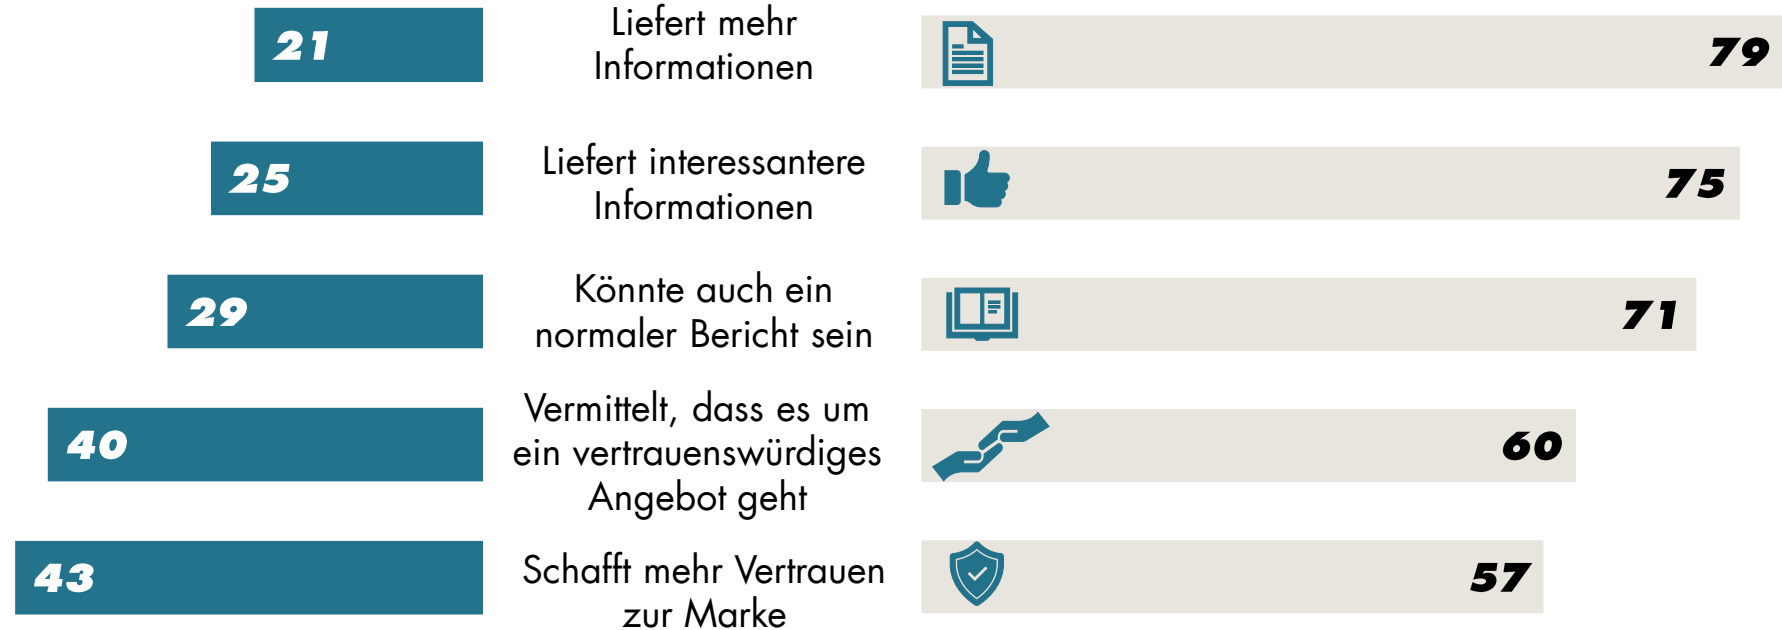 21
Liefert mehr
Informationen
79
25
Liefert interessantere
Informationen
75
29
Könnte auch ein
normaler Bericht sein
71
40
Vermittelt, dass es um
ein vertrauenswürdiges
Angebot geht
60
43
Schafft mehr Vertrauen
zur Marke
57